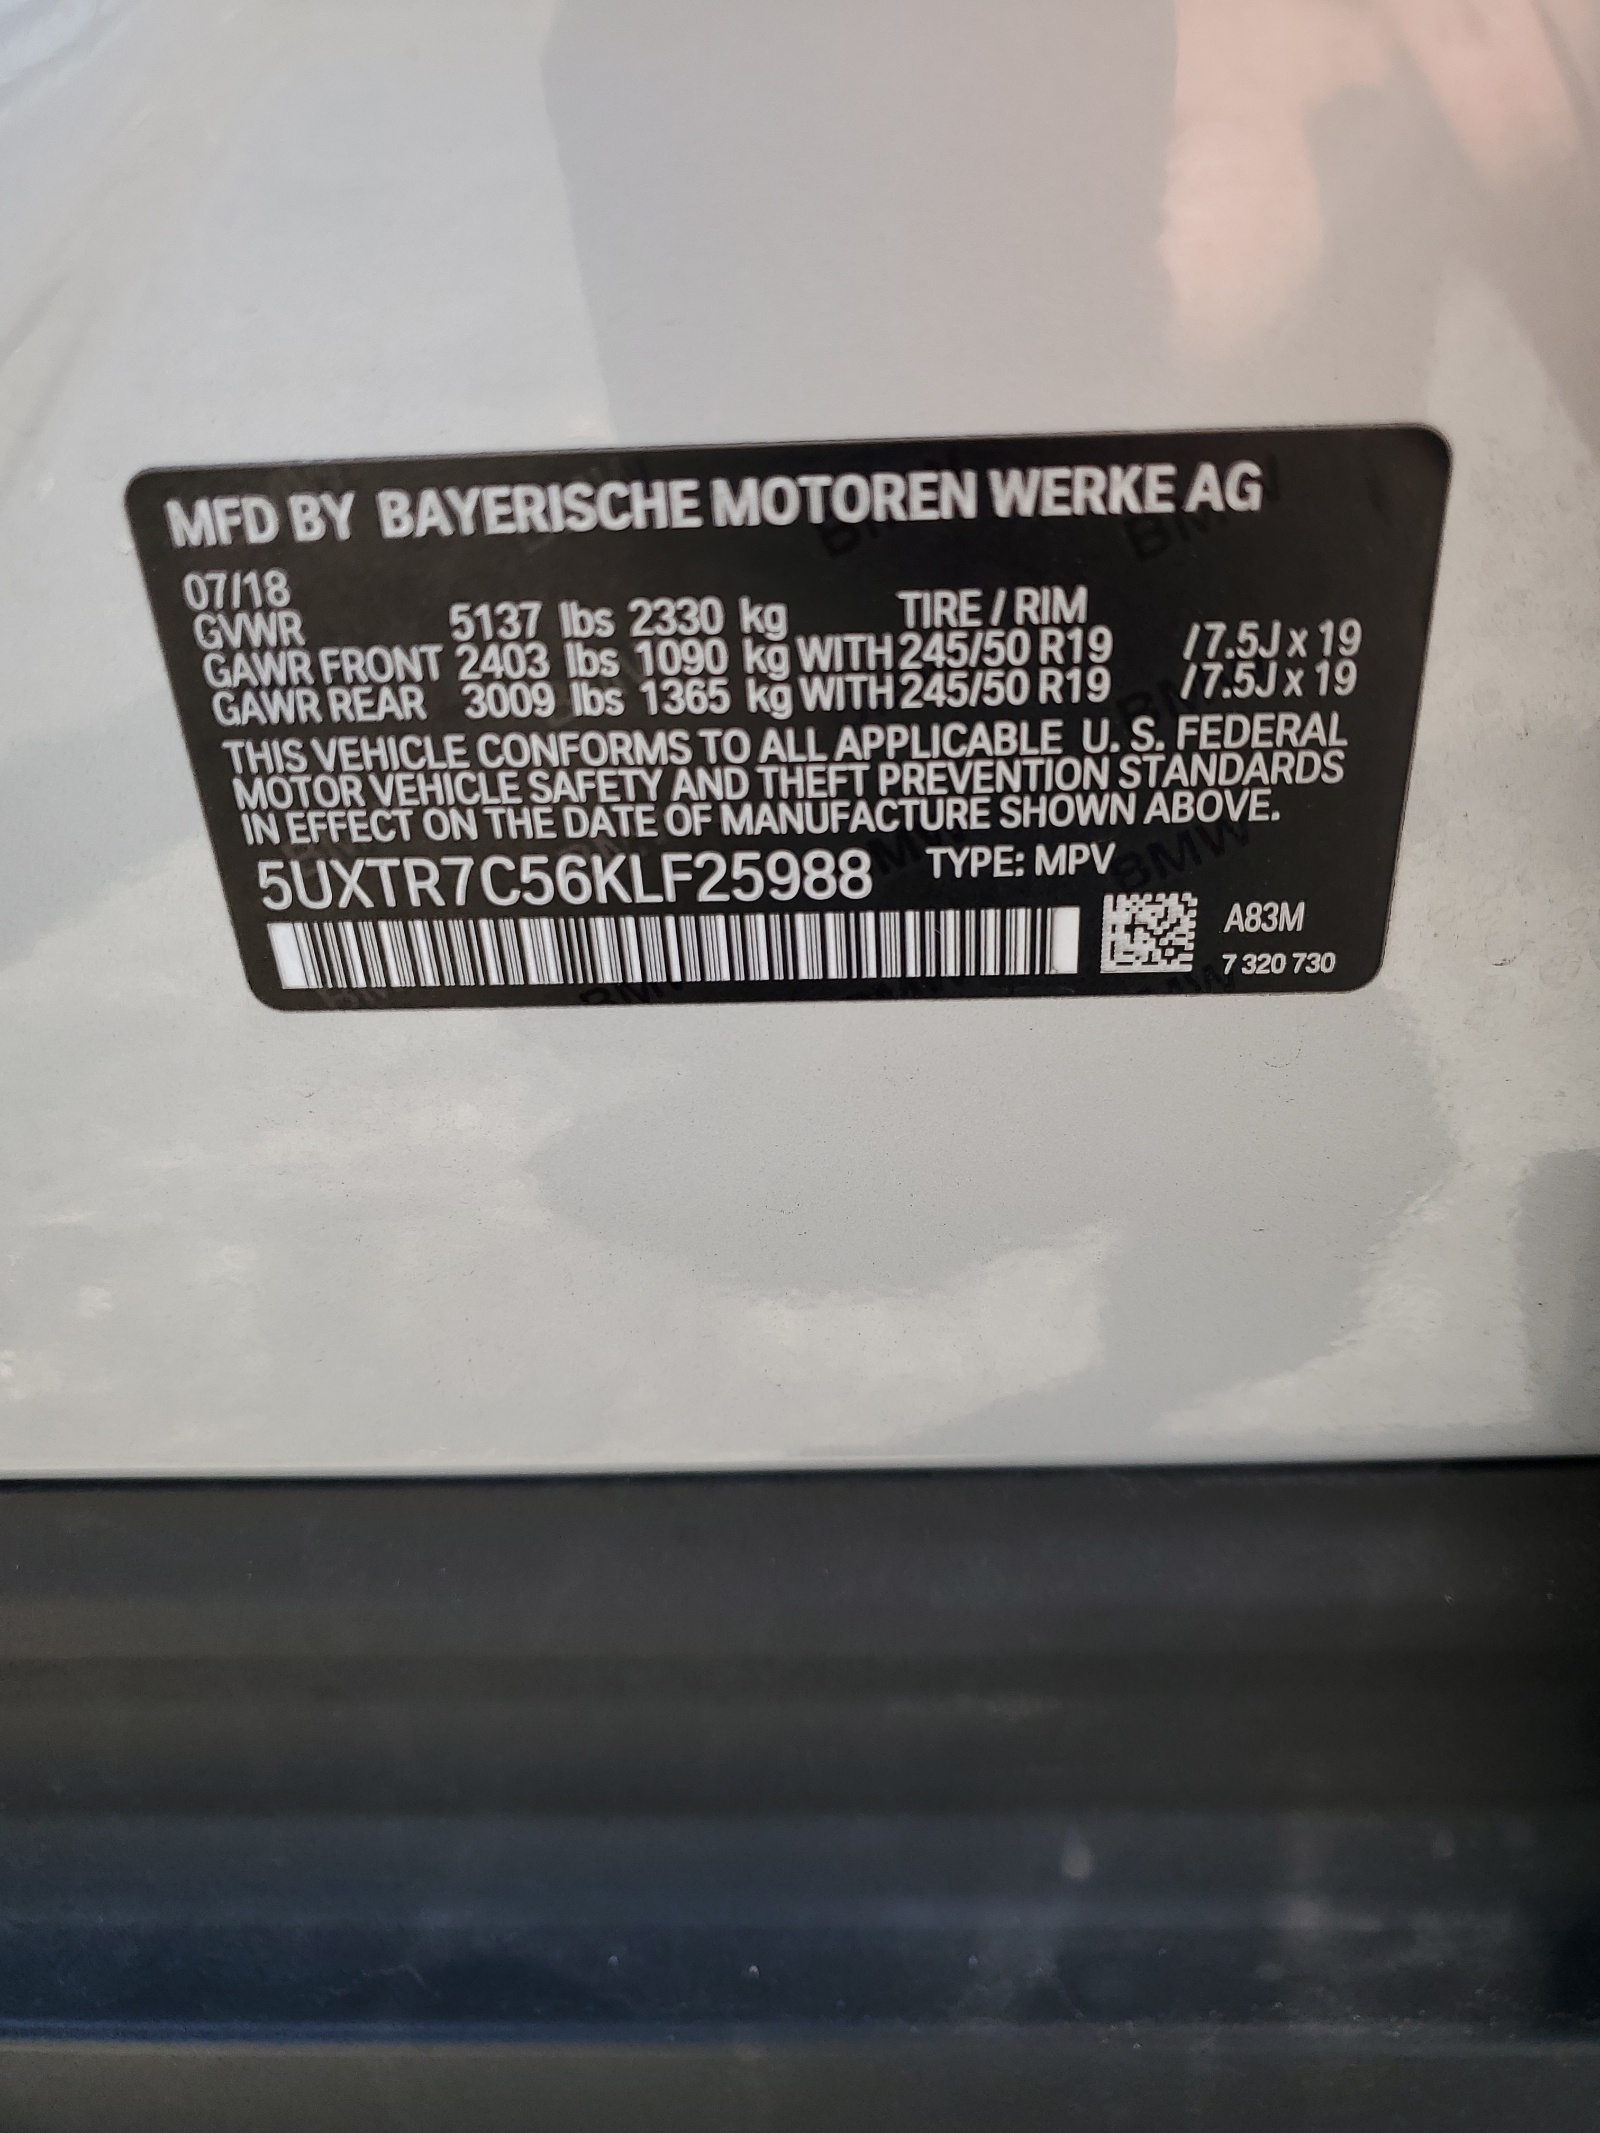 MFD BY BAYERISCHE MOTOREN WERKE AG
07/18
GVWR 5137 lbs 2330 kg TIRE / RIM
GAWR FRONT 2403 lbs 1090 kg WITH 245/50 R19 /7.5J x 19
GAWR REAR 3009 lbs 1365 kg WITH 245/50 R19 /7.5J x 19
THIS VEHICLE CONFORMS TO ALL APPLICABLE U. S. FEDERAL
MOTOR VEHICLE SAFETY AND THEFT PREVENTION STANDARDS
IN EFFECT ON THE DATE OF MANUFACTURE SHOWN ABOVE.
5UXTR7C56KLF25988 TYPE: MPV
A83M
7 320 730